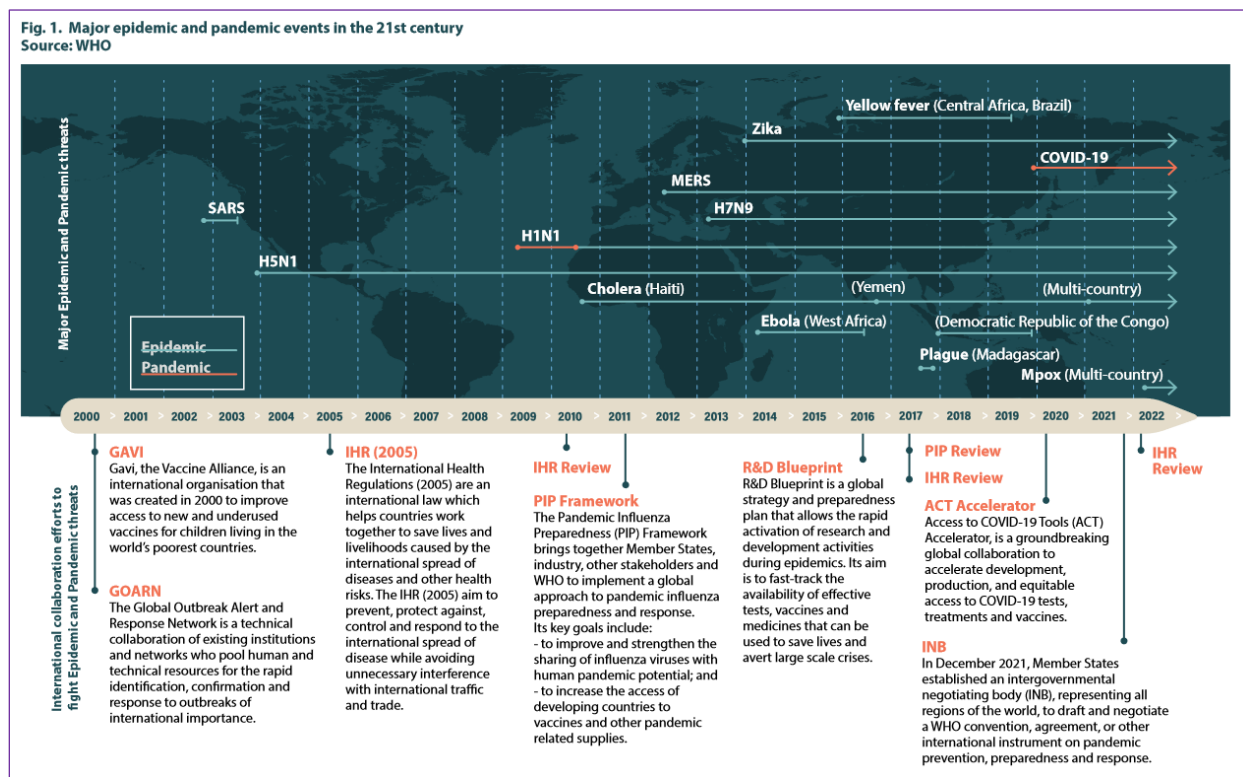 Fig. 1. Major epidemic and pandemic events in the 21st century
Source: WHO
Major Epidemic and Pandemic threats
Yellow fever (Central Africa, Brazil)
Zika
COVID-19
MERS
SARS
H7N9
H1N1
H5N1
Cholera (Haiti)
(Yemen)
(Multi-country)
Ebola (West Africa)
(Democratic Republic of the Congo)
Epidemic
Pandemic
Plague (Madagascar)
Mpox (Multi-country)
2000 > 2001 > 2002 > 2003 > 2004 > 2005 > 2006 > 2007 > 2008 > 2009 > 2010 > 2011 > 2012 > 2013 > 2014 > 2015 > 2016 > 2017 > 2018 > 2019 > 2020 > 2021 > 2022 >
International collaboration efforts to
fight Epidemic and Pandemic threats
GAVI
Gavi, the Vaccine Alliance, is an
international organisation that
was created in 2000 to improve
access to new and underused
vaccines for children living in the
world's poorest countries.
GOARN
The Global Outbreak Alert and
Response Network is a technical
collaboration of existing institutions
and networks who pool human and
technical resources for the rapid
identification, confirmation and
response to outbreaks of
international importance.
IHR (2005)
The International Health
Regulations (2005) are an
international law which
helps countries work
together to save lives and
livelihoods caused by the
international spread of
diseases and other health
risks. The IHR (2005) aim to
prevent, protect against,
control and respond to the
international spread of
disease while avoiding
unnecessary interference
with international traffic
and trade.
IHR Review
PIP Framework
The Pandemic Influenza
Preparedness (PIP) Framework
brings together Member States,
industry, other stakeholders and
WHO to implement a global
approach to pandemic influenza
preparedness and response.
Its key goals include:
- to improve and strengthen the
sharing of influenza viruses with
human pandemic potential; and
- to increase the access of
developing countries to
vaccines and other pandemic
related supplies.
R&D Blueprint
R&D Blueprint is a global
strategy and preparedness
plan that allows the rapid
activation of research and
development activities
during epidemics. Its aim
is to fast-track the
availability of effective
tests, vaccines and
medicines that can be
used to save lives and
avert large scale crises.
PIP Review
IHR Review
ACT Accelerator
Access to COVID-19 Tools (ACT)
Accelerator, is a groundbreaking
global collaboration to
accelerate development,
production, and equitable
access to COVID-19 tests,
treatments and vaccines.
INB
In December 2021, Member States
established an intergovernmental
negotiating body (INB), representing all
regions of the world, to draft and negotiate
a WHO convention, agreement, or other
international instrument on pandemic
prevention, preparedness and response.
IHR
Review